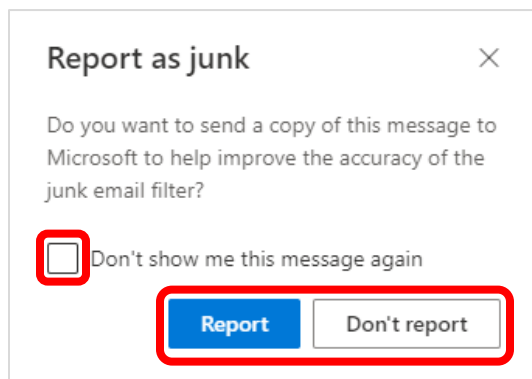 Report as junk
Do you want to send a copy of this message to
Microsoft to help improve the accuracy of the
junk email filter?
Don't show me this message again
Report Don't report